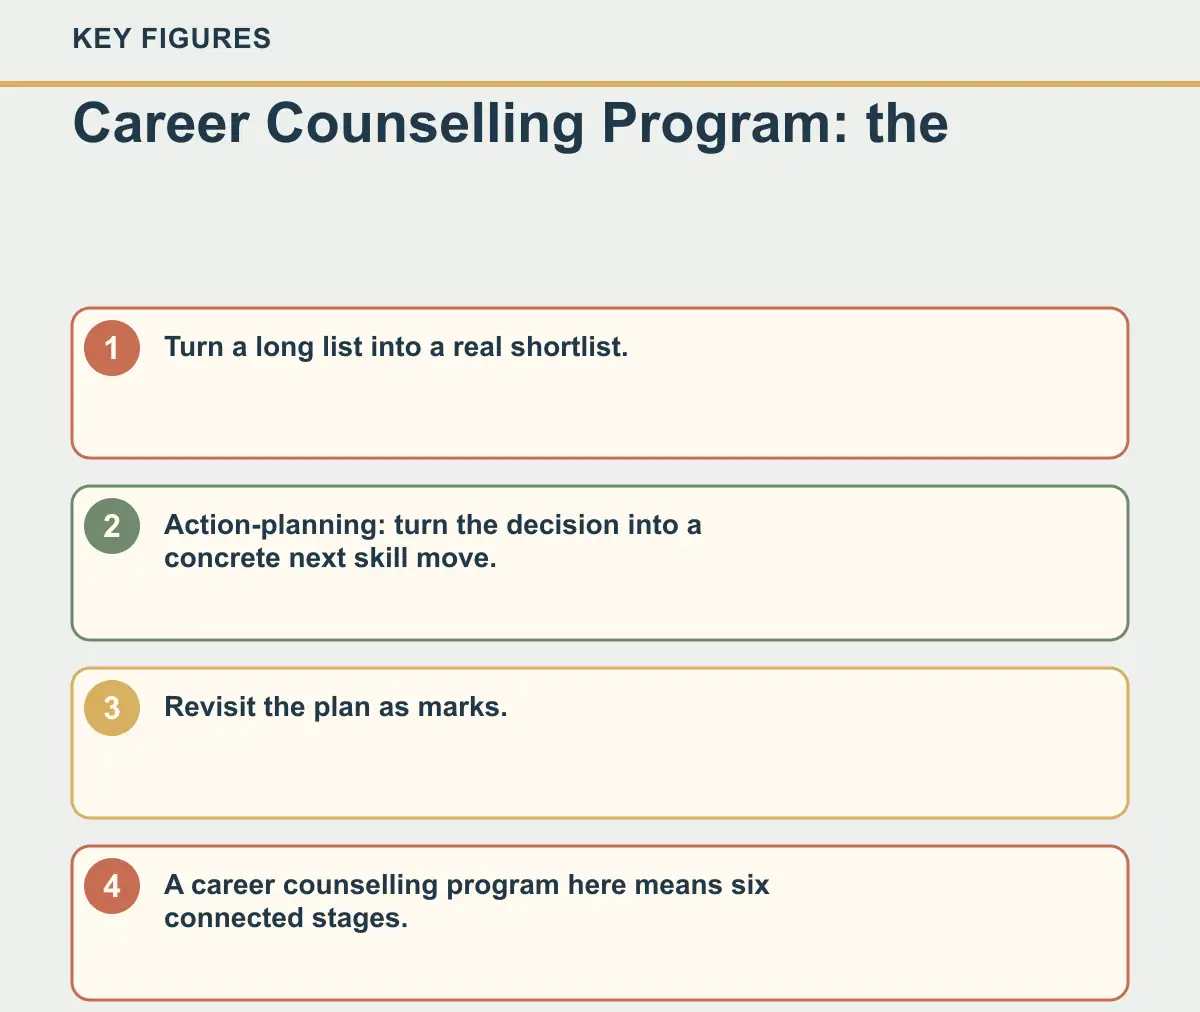 KEY FIGURES
Career Counselling Program: the
1
Turn a long list into a real shortlist.
2
Action-planning: turn the decision into a
concrete next skill move.
3
Revisit the plan as marks.
4
A career counselling program here means six
connected stages.